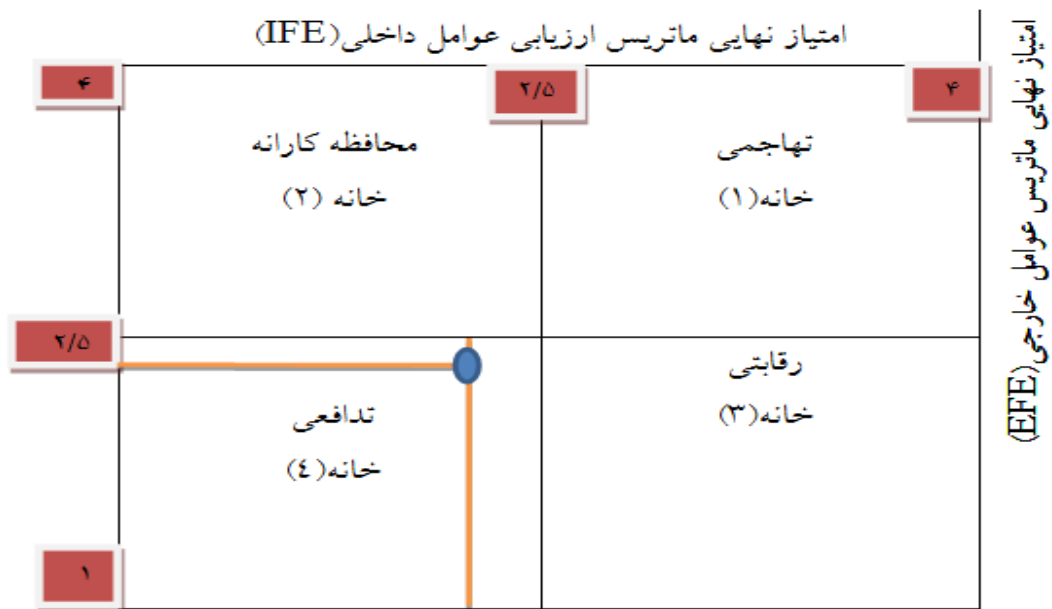 امتیاز نهایی ماتریس ارزیابی عوامل داخلی(IFE)
امتیاز نهایی ماتریس عوامل خارجی(EFE)
۴
۲/۵
۴
تهاجمی
خانه(۱)
محافظه کارانه
خانه (۲)
۲/۵
رقابتی
خانه(۳)
تدافعی
خانه(٤)
۱